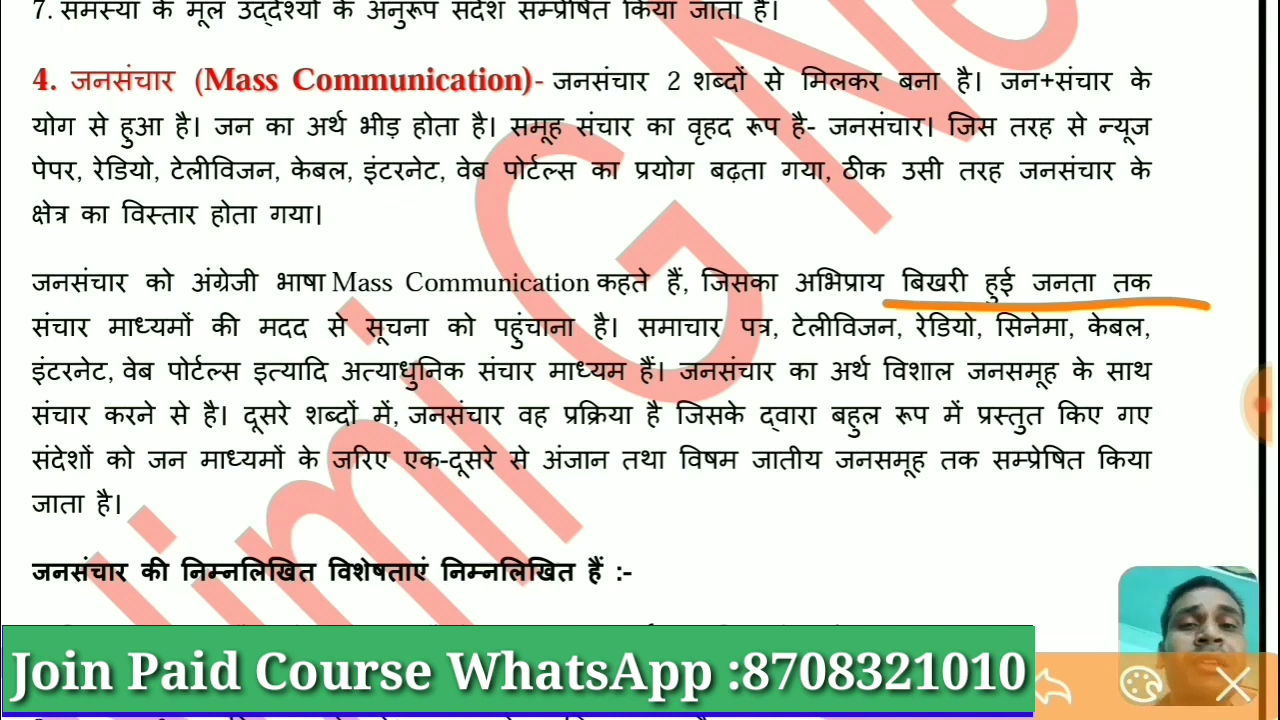 7. समस्या के मूल उद्देश्यों के अनुरूप संदेश सम्प्रेषित किया जाता है।
4. जनसंचार (Mass Communication)- जनसंचार 2 शब्दों से मिलकर बना है। जन+संचार के
योग से हुआ है। जन का अर्थ भीड़ होता है। समूह संचार का वृहद रूप है- जनसंचार। जिस तरह से न्यूज
पेपर, रेडियो, टेलीविजन, केबल, इंटरनेट, वेब पोर्टल्स का प्रयोग बढ़ता गया, ठीक उसी तरह जनसंचार के
क्षेत्र का विस्तार होता गया।
जनसंचार को अंग्रेजी भाषा Mass Communication कहते हैं, जिसका अभिप्राय बिखरी हुई जनता तक
संचार माध्यमों की मदद से सूचना को पहुंचाना है। समाचार पत्र, टेलीविजन, रेडियो, सिनेमा, केबल,
इंटरनेट, वेब पोर्टल्स इत्यादि अत्याधुनिक संचार माध्यम हैं। जनसंचार का अर्थ विशाल जनसमूह के साथ
संचार करने से है। दूसरे शब्दों में, जनसंचार वह प्रक्रिया है जिसके द्वारा बहुल रूप में प्रस्तुत किए गए
संदेशों को जन माध्यमों के जरिए एक-दूसरे से अंजान तथा विषम जातीय जनसमूह तक सम्प्रेषित किया
जाता है।
जनसंचार की निम्नलिखित विशेषताएं निम्नलिखित हैं :-
Join Paid Course WhatsApp :8708321010